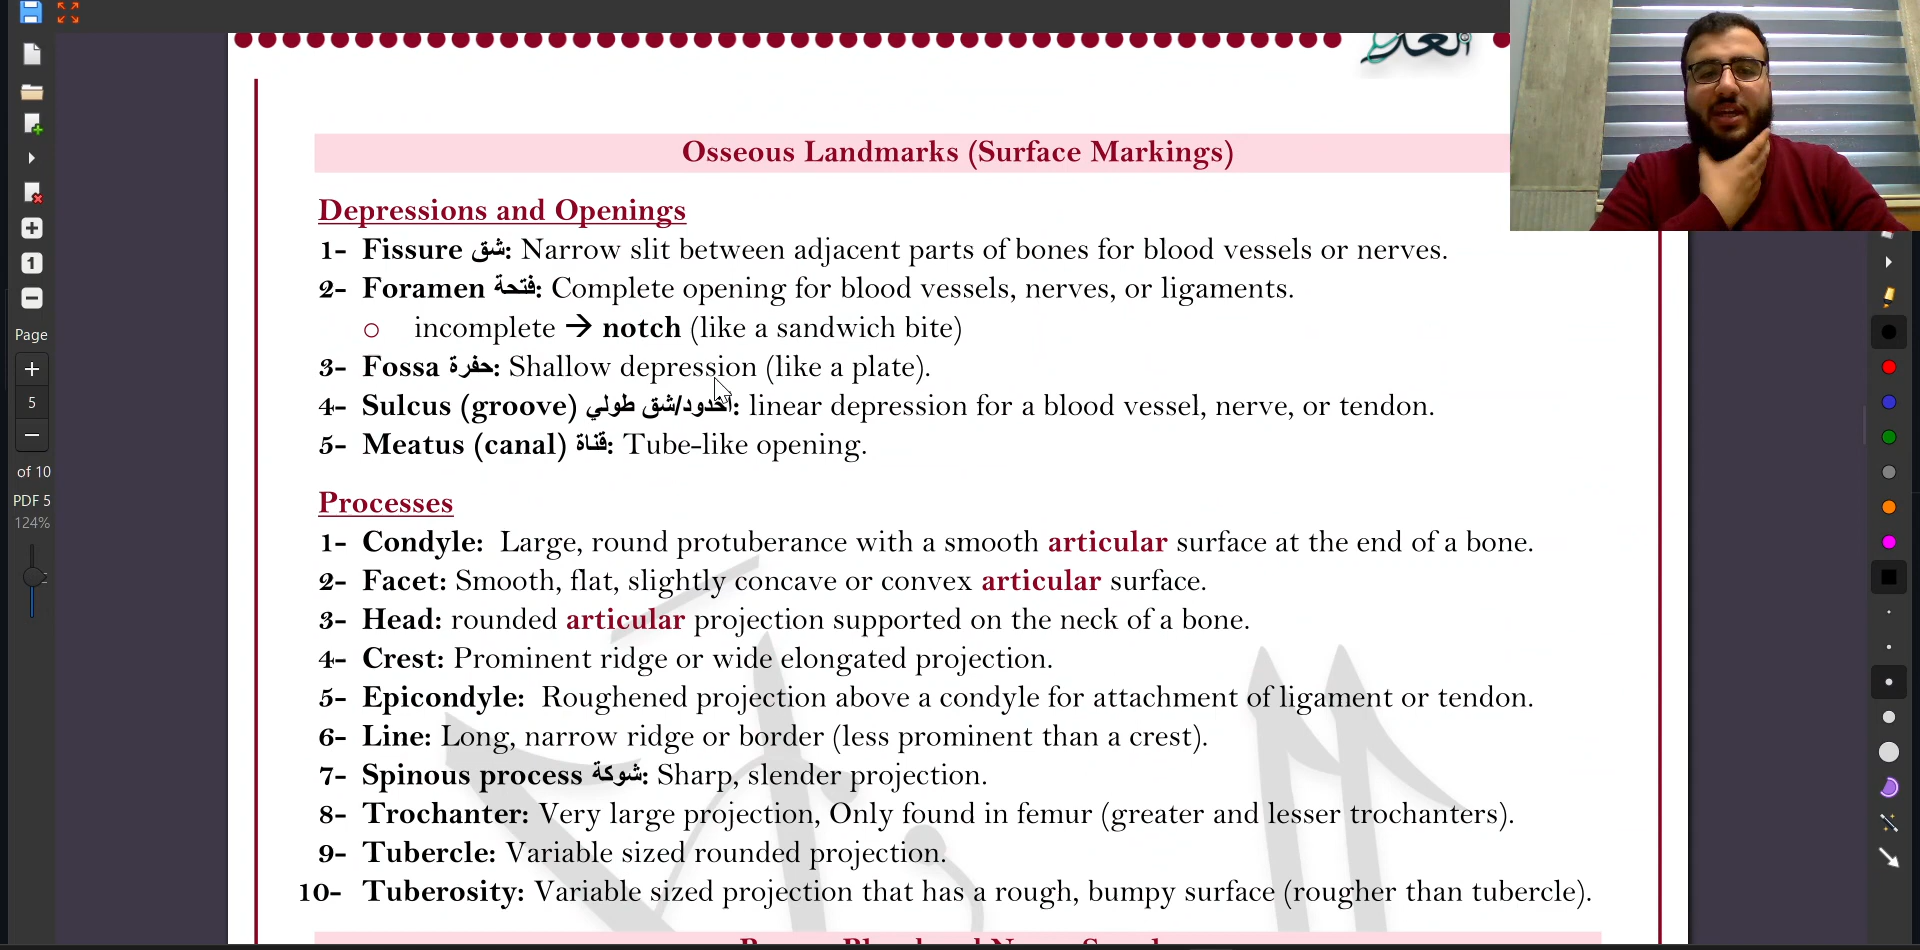 Osseous Landmarks (Surface Markings)
Depressions and Openings
1- Fissure شق: Narrow slit between adjacent parts of bones for blood vessels or nerves.
2- Foramen فتحة: Complete opening for blood vessels, nerves, or ligaments.
o incomplete → notch (like a sandwich bite)
3- Fossa حفرة: Shallow depression (like a plate).
4- Sulcus (groove) أخدود/شق طولي: linear depression for a blood vessel, nerve, or tendon.
5- Meatus (canal) قناة: Tube-like opening.
Processes
1- Condyle: Large, round protuberance with a smooth articular surface at the end of a bone.
2- Facet: Smooth, flat, slightly concave or convex articular surface.
3- Head: rounded articular projection supported on the neck of a bone.
4- Crest: Prominent ridge or wide elongated projection.
5- Epicondyle: Roughened projection above a condyle for attachment of ligament or tendon.
6- Line: Long, narrow ridge or border (less prominent than a crest).
7- Spinous process شوكة: Sharp, slender projection.
8- Trochanter: Very large projection, Only found in femur (greater and lesser trochanters).
9- Tubercle: Variable sized rounded projection.
10- Tuberosity: Variable sized projection that has a rough, bumpy surface (rougher than tubercle).
1
Page
5
of 10
PDF 5
124%